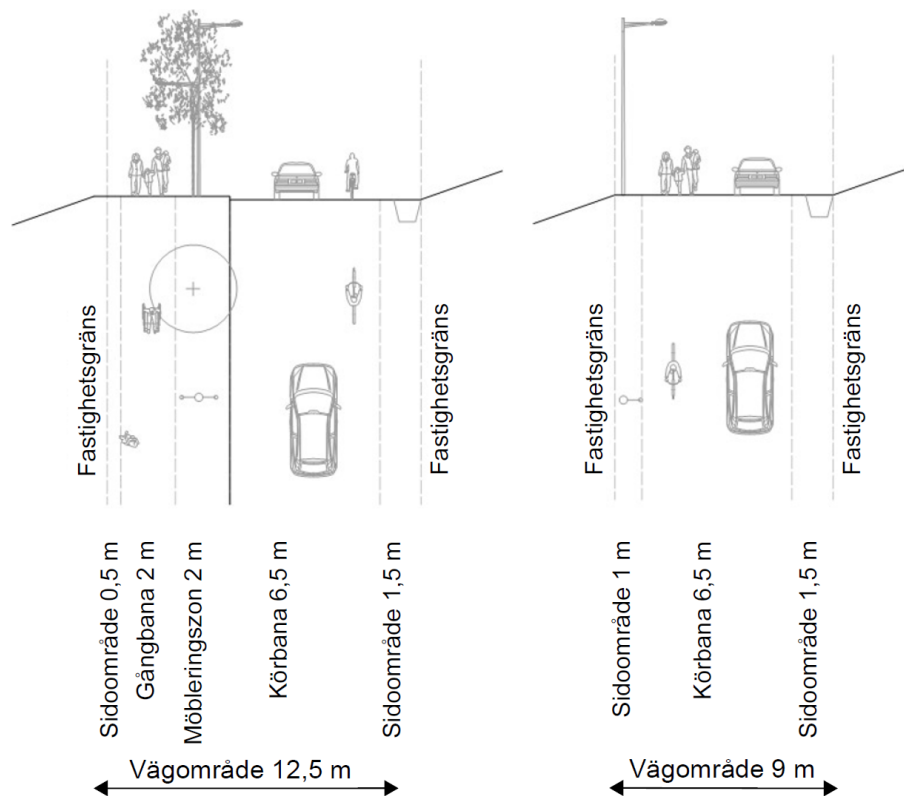 Fastighetsgräns
Fastighetsgräns
Sidoområde 0,5 m
Gångbana 2 m
Möbleringszon 2 m
Körbana 6,5 m
Sidoområde 1,5 m
Vägområde 12,5 m
Fastighetsgräns
Fastighetsgräns
Sidoområde 1 m
Körbana 6,5 m
Sidoområde 1,5 m
Vägområde 9 m